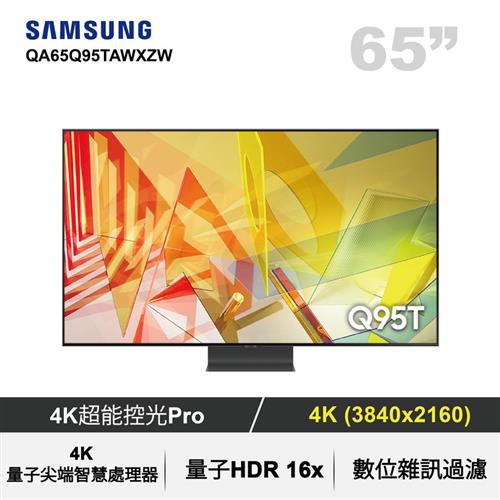 SAMSUNG
QA65Q95TAWXZW
65”
Q95T
4K超能控光Pro
4K (3840x2160)
4K
量子尖端智慧處理器
量子HDR 16x
數位雜訊過濾